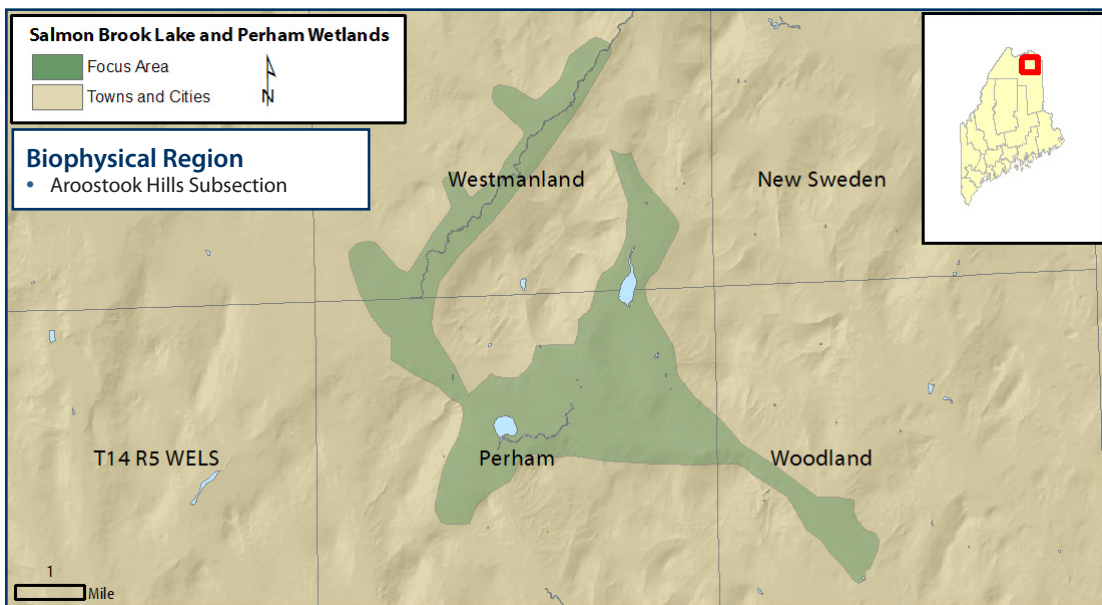 Salmon Brook Lake and Perham Wetlands
Focus Area
Towns and Cities
N
Biophysical Region
• Aroostook Hills Subsection
Westmanland
New Sweden
T14 R5 WELS
Perham
Woodland
1
Mile